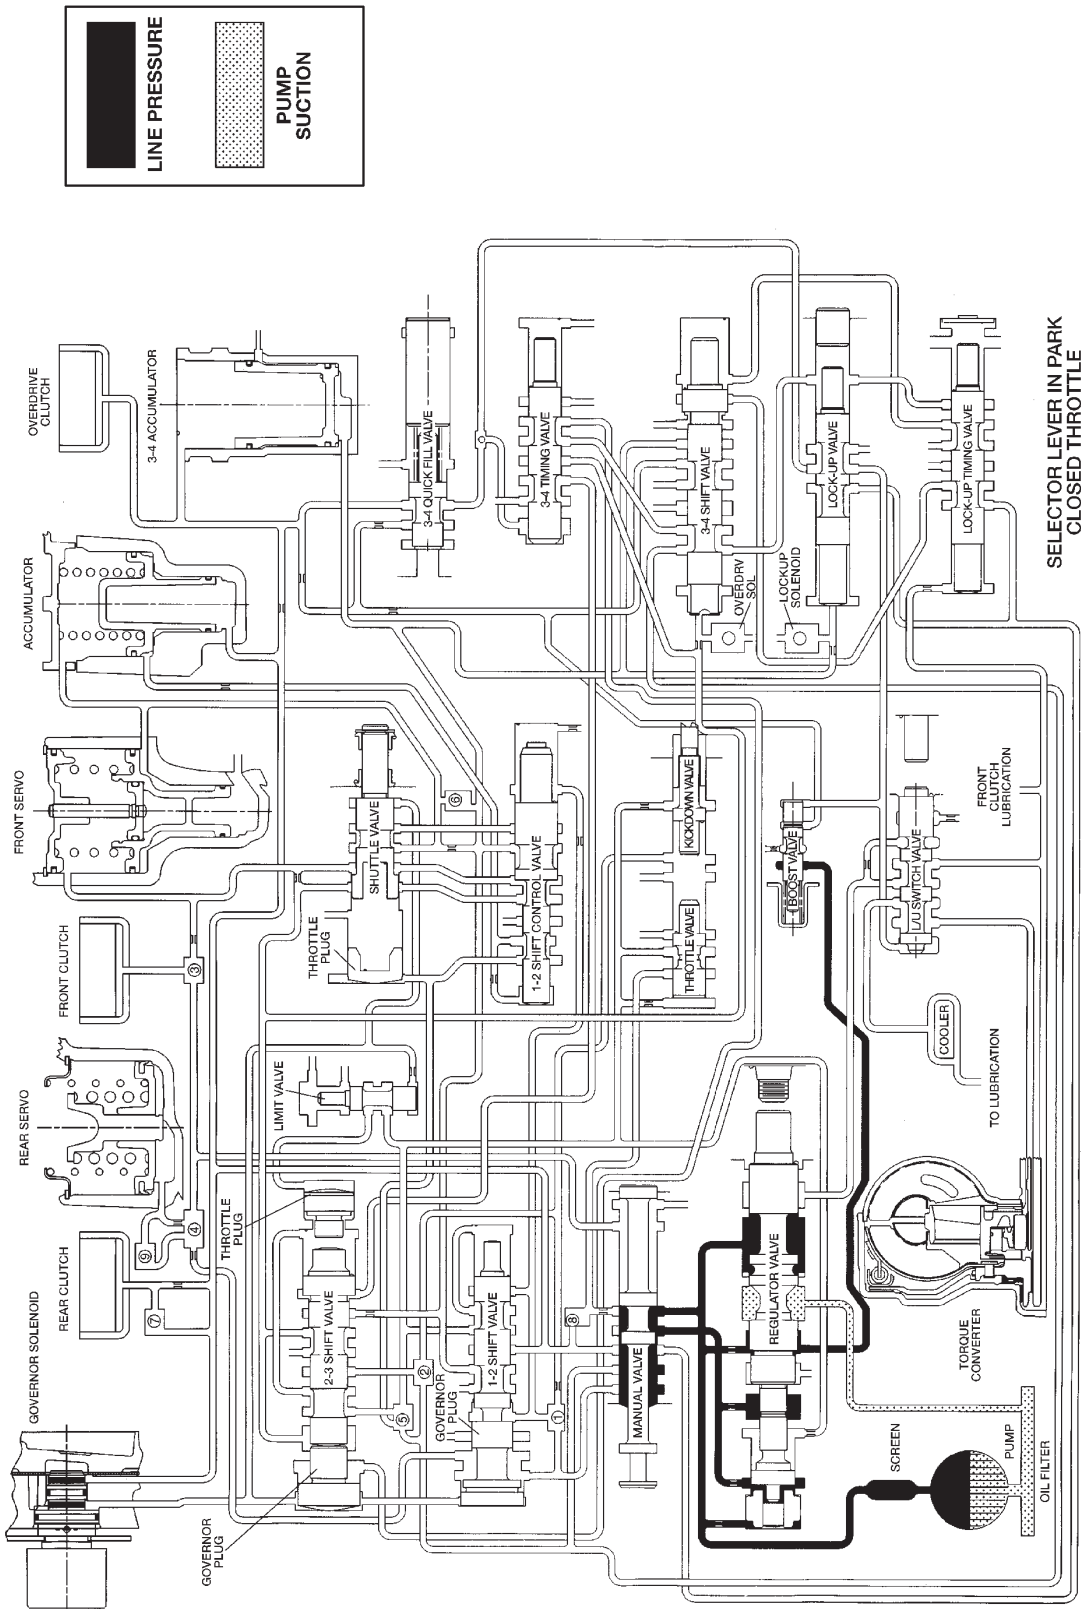 LINE PRESSURE
PUMP
SUCTION
GOVERNOR SOLENOID
REAR CLUTCH
REAR SERVO
FRONT CLUTCH
FRONT SERVO
ACCUMULATOR
OVERDRIVE
CLUTCH
3-4 ACCUMULATOR
7
9
4
3
6
THROTTLE
PLUG
LIMIT VALVE
THROTTLE
PLUG
SHUTTLE VALVE
3-4 QUICK FILL VALVE
GOVERNOR
PLUG
2-3 SHIFT VALVE
5
2
GOVERNOR
PLUG
1-2 SHIFT VALVE
1-2 SHIFT CONTROL VALVE
3-4 TIMING VALVE
1
8
MANUAL VALVE
THROTTLE VALVE
KICKDOWN VALVE
3-4 SHIFT VALVE
OVERDRV
SOL
LOCKUP
SOLENOID
REGULATOR VALVE
BOOST VALVE
LOCK-UP VALVE
SCREEN
PUMP
OIL FILTER
TORQUE
CONVERTER
TO LUBRICATION
COOLER
L/U SWITCH VALVE
FRONT
CLUTCH
LUBRICATION
LOCK-UP TIMING VALVE
SELECTOR LEVER IN PARK
CLOSED THROTTLE